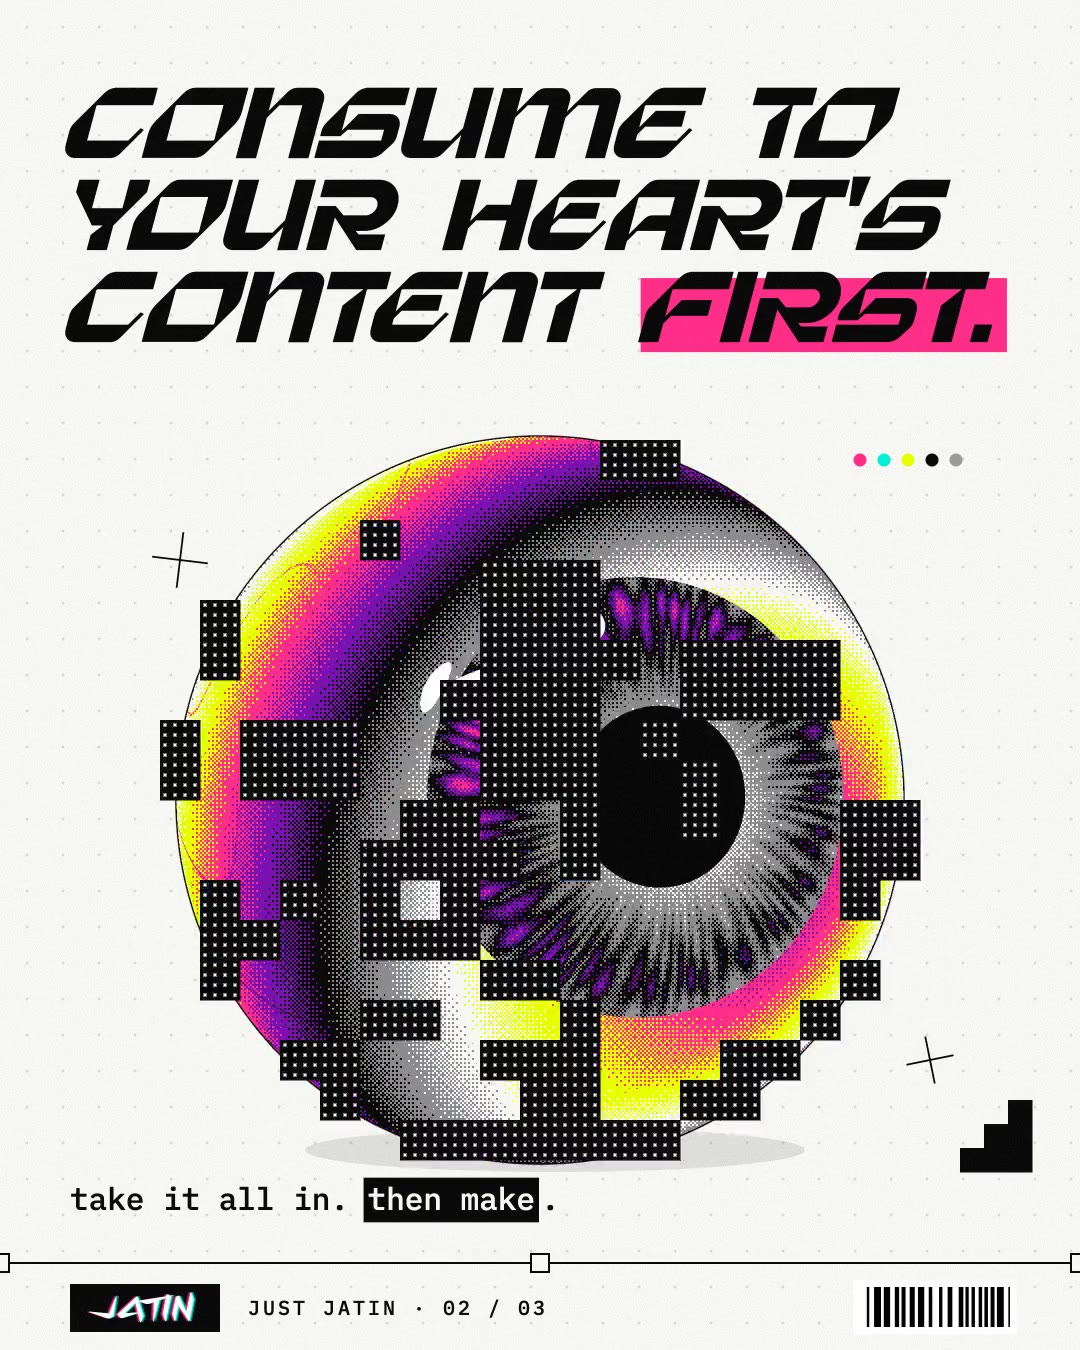 CONSUME TO
YOUR HEART'S
CONTENT FIRST.
take it all in. then make.
JATIN
JUST JATIN · 02 / 03